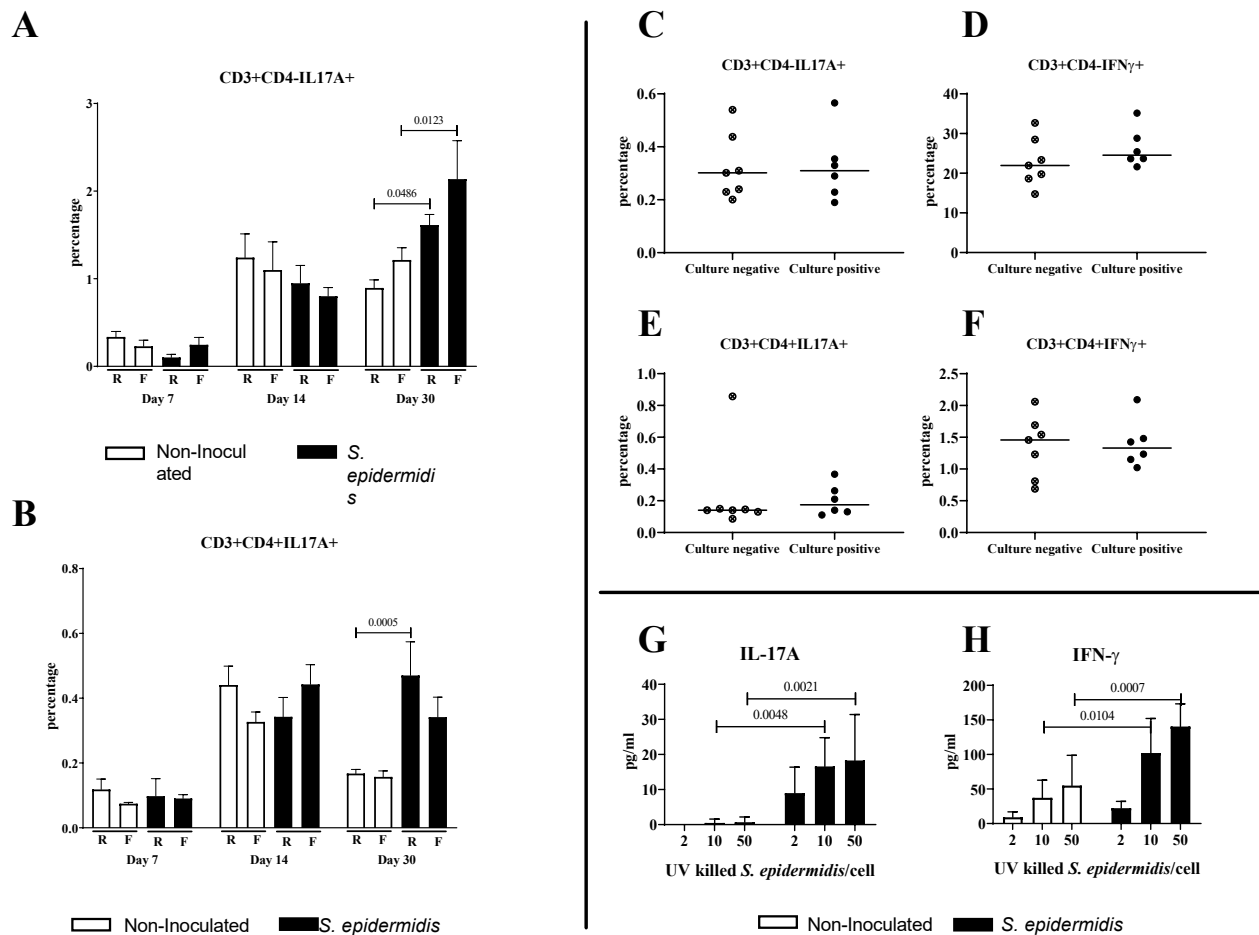 A
CD3+CD4-IL17A+
3
2
1
0
percentage
0.0123
0.0486
R F R F R F R F R F R F
Day 7 Day 14 Day 30
Non-Inocul
ated
S.
epidermidi
s
B
CD3+CD4+IL17A+
0.8
0.6
0.4
0.2
0.0
percentage
0.0005
R F R F R F R F R F R F
Day 7 Day 14 Day 30
Non-Inoculated S. epidermidis
C
CD3+CD4-IL17A+
0.6
0.4
0.2
0.0
percentage
Culture negative Culture positive
D
CD3+CD4-IFNγ+
40
30
20
10
0
percentage
Culture negative Culture positive
E
CD3+CD4+IL17A+
1.0
0.8
0.6
0.4
0.2
0.0
percentage
Culture negative Culture positive
F
CD3+CD4+IFNγ+
2.5
2.0
1.5
1.0
0.5
0.0
percentage
Culture negative Culture positive
G
IL-17A
40
30
20
10
0
pg/ml
0.0021
0.0048
2 10 50 2 10 50
UV killed S. epidermidis/cell
H
IFN-γ
200
150
100
50
0
pg/ml
0.0007
0.0104
2 10 50 2 10 50
UV killed S. epidermidis/cell
Non-Inoculated S. epidermidis